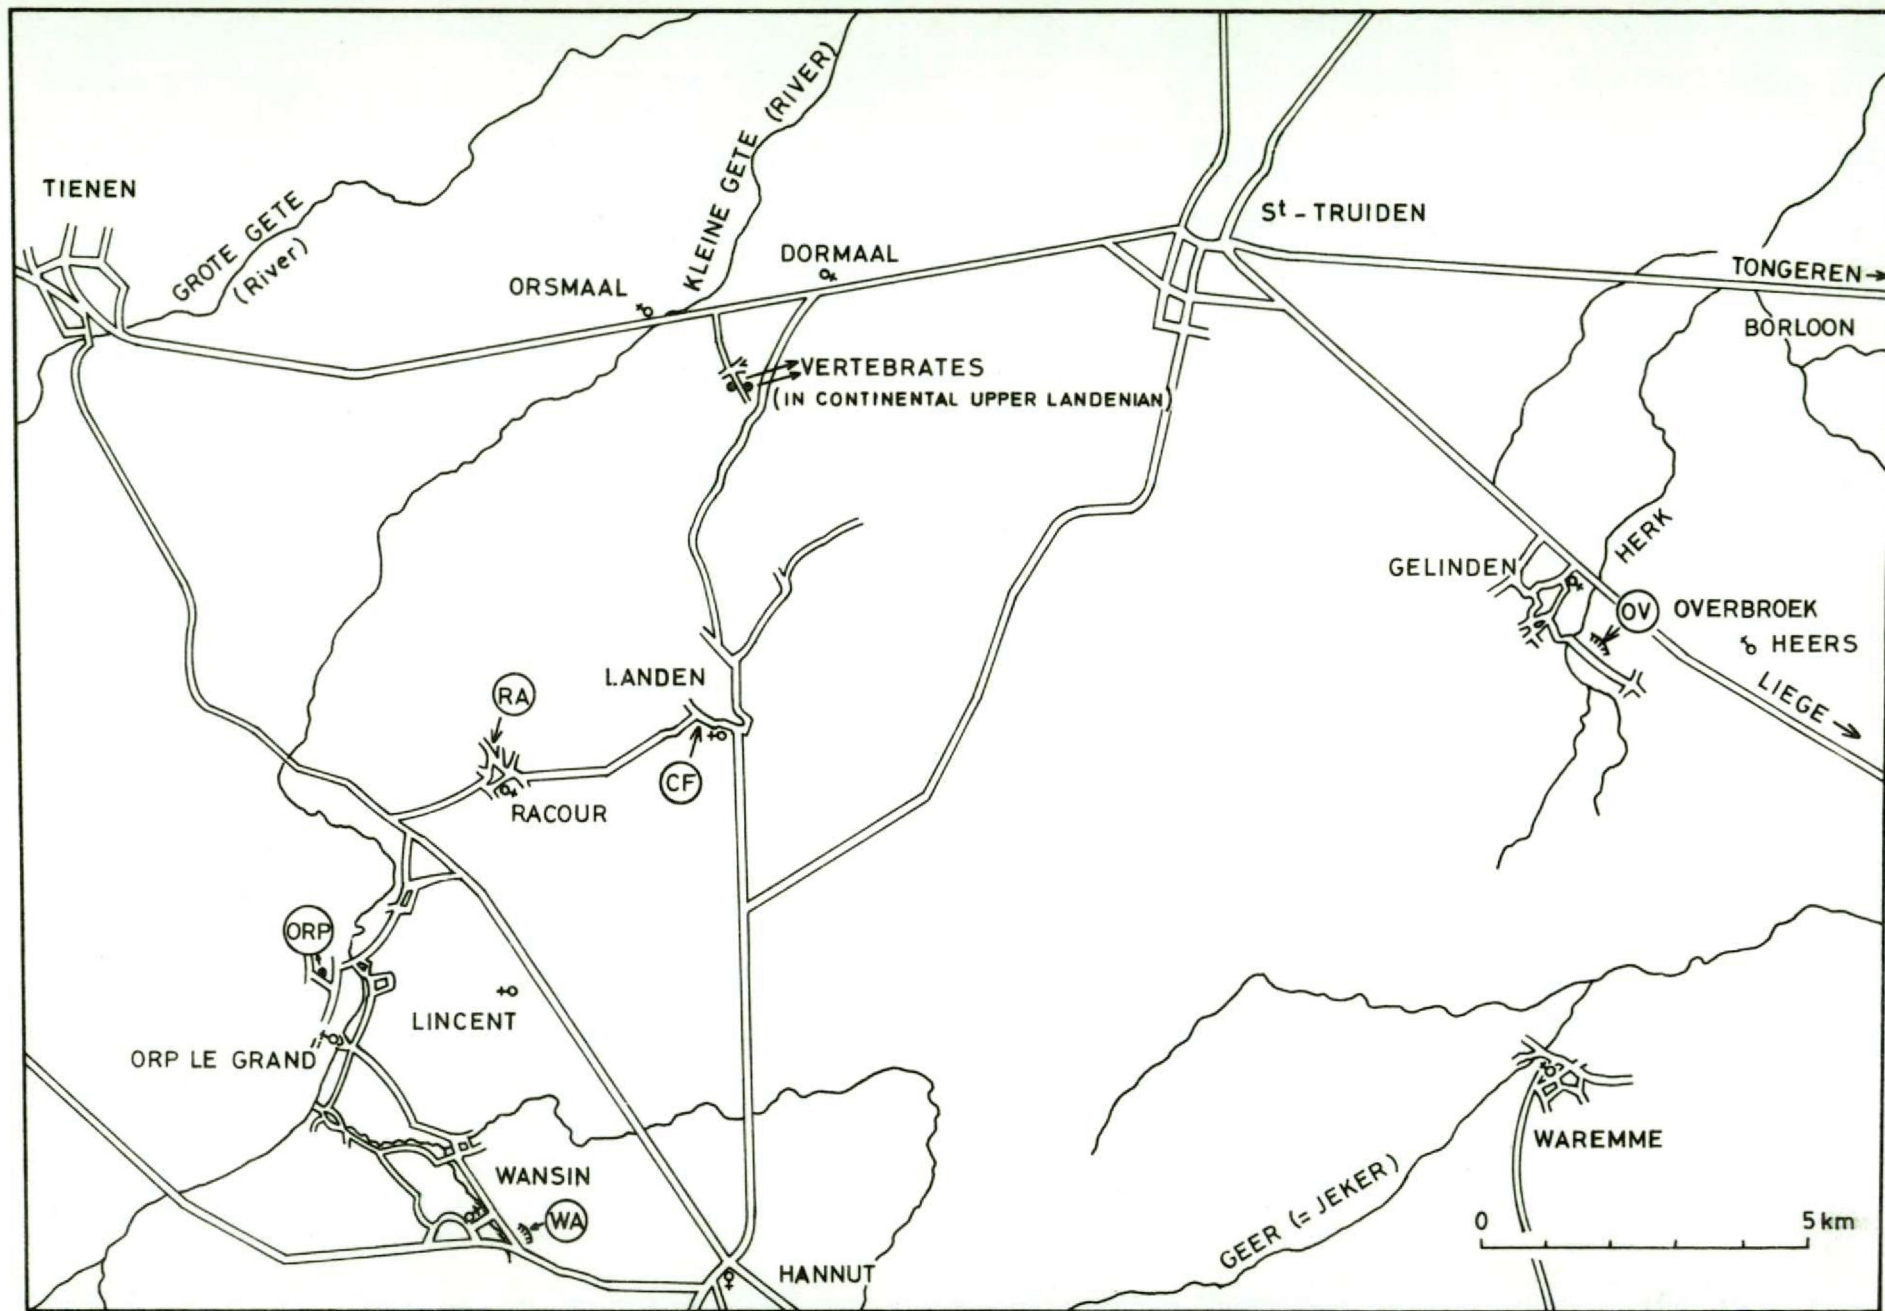 TIENEN
GROTE GETE
(River)
KLEINE GETE (RIVER)
ORSMAAL
DORMAAL
St - TRUIDEN
TONGEREN →
BORLOON
VERTEBRATES
(IN CONTINENTAL UPPER LANDENIAN)
HERK
GELINDEN
OV OVERBROEK
HEERS
LIEGE →
LANDEN
RA
CF
RACOUR
ORP
LINCENT
ORP LE GRAND
WANSIN
WA
HANNUT
WAREMME
GEER (= JEKER)
0 5 km